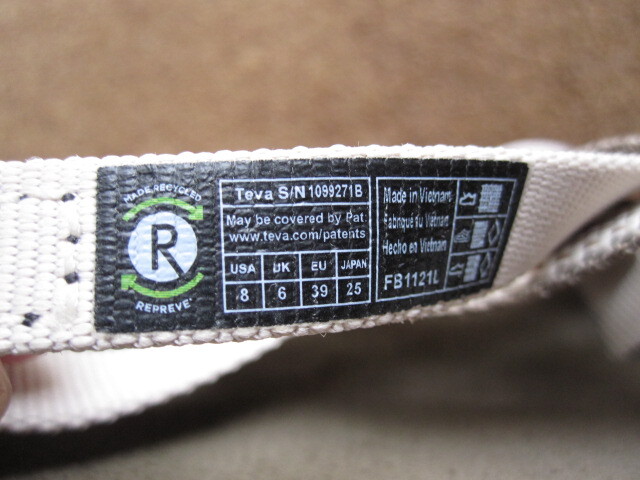 MADE.RECYCLED
R
REPREVE
Teva S/N 1099271B
May be covered by Pat.
www.teva.com/patents
USA UK EU JAPAN
8 6 39 25
Made in Vietnam
Fabriqué au Vietnam
Hecho en Vietnam
FB1121L